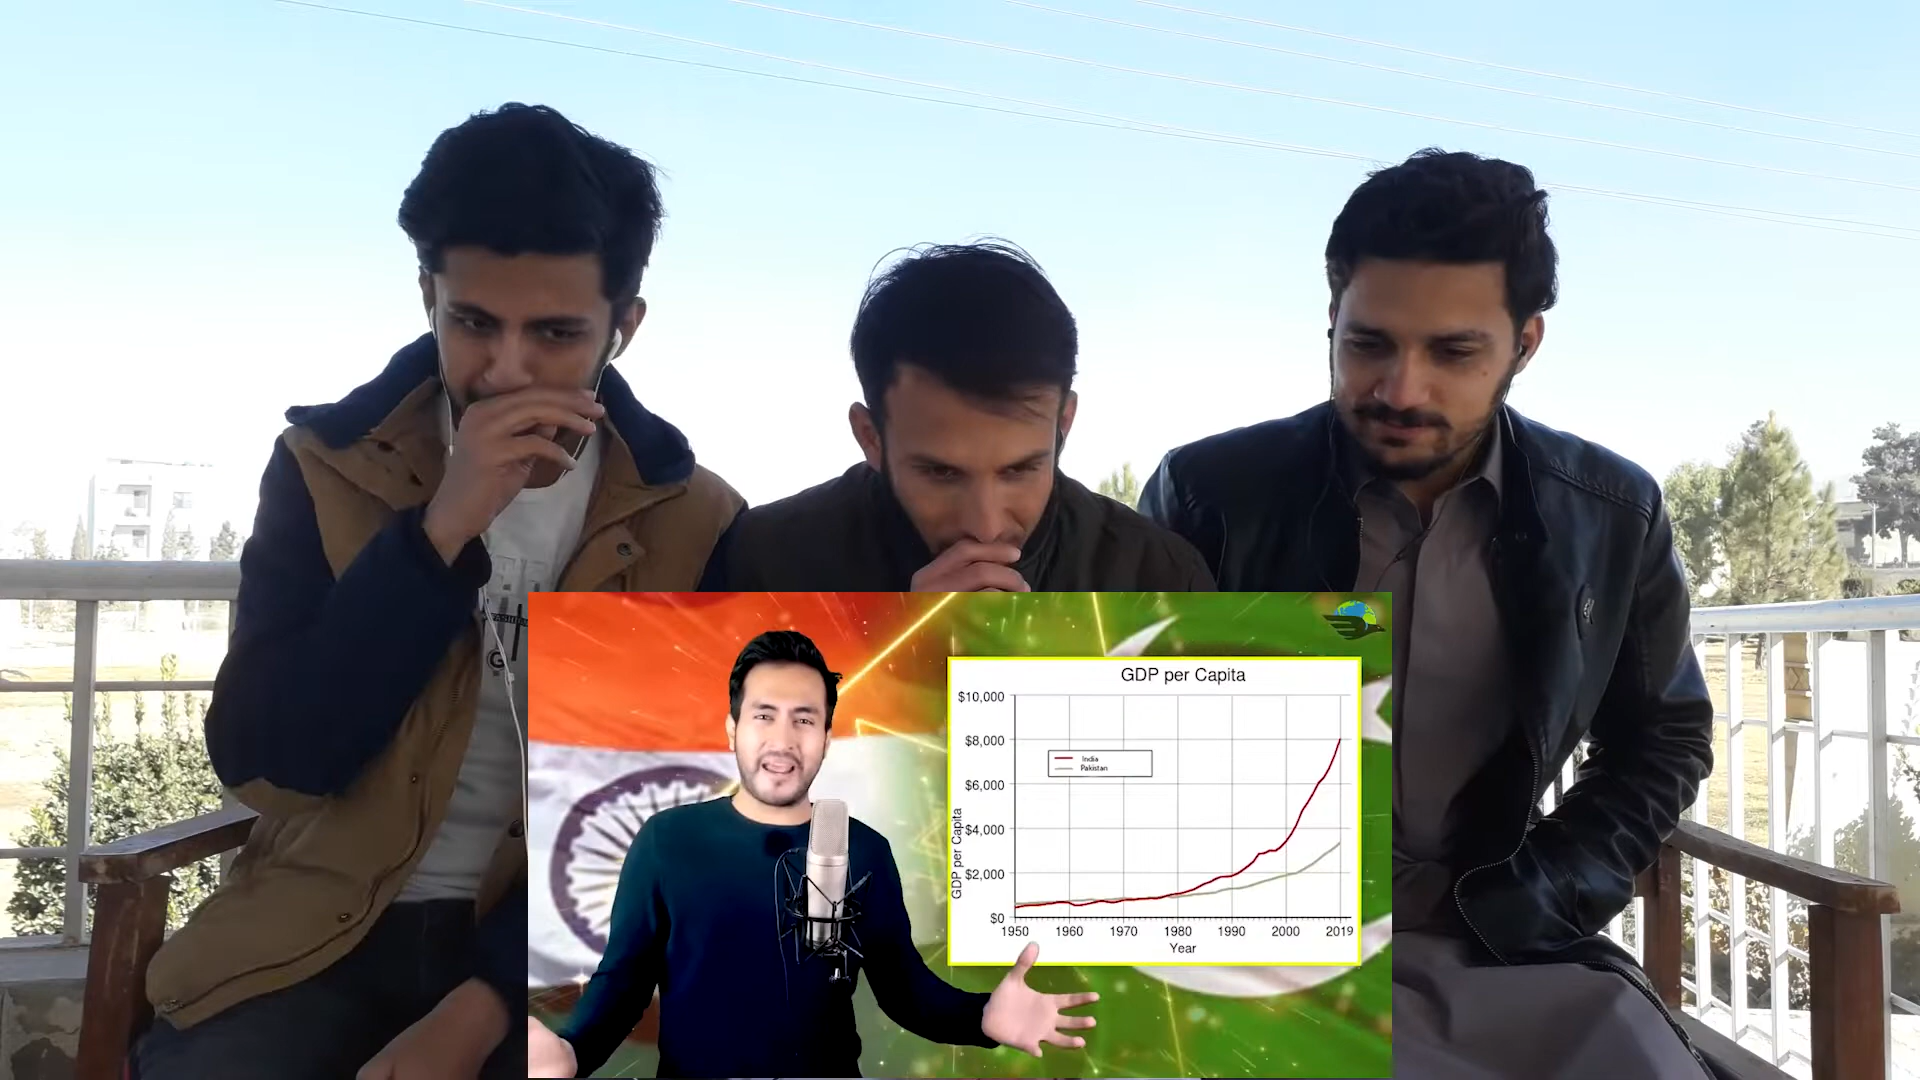 GDP per Capita
$10,000
$8,000
$6,000
$4,000
$2,000
$0
India
Pakistan
GDP per Capita
1950 1960 1970 1980 1990 2000 2019
Year